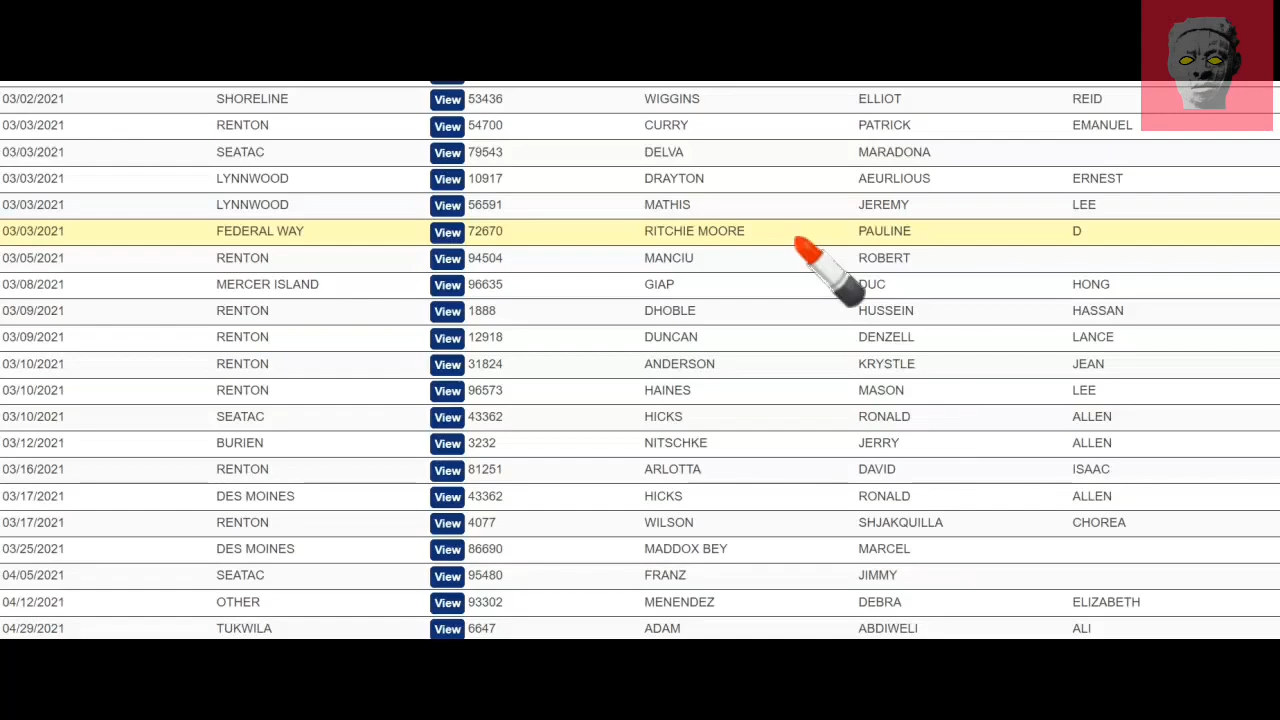 03/02/2021 SHORELINE View 53436 WIGGINS ELLIOT REID
03/03/2021 RENTON View 54700 CURRY PATRICK EMANUEL
03/03/2021 SEATAC View 79543 DELVA MARADONA
03/03/2021 LYNNWOOD View 10917 DRAYTON AEURLIOUS ERNEST
03/03/2021 LYNNWOOD View 56591 MATHIS JEREMY LEE
03/03/2021 FEDERAL WAY View 72670 RITCHIE MOORE PAULINE D
03/05/2021 RENTON View 94504 MANCIU ROBERT
03/08/2021 MERCER ISLAND View 96635 GIAP DUC HONG
03/09/2021 RENTON View 1888 DHOBLE HUSSEIN HASSAN
03/09/2021 RENTON View 12918 DUNCAN DENZELL LANCE
03/10/2021 RENTON View 31824 ANDERSON KRYSTLE JEAN
03/10/2021 RENTON View 96573 HAINES MASON LEE
03/10/2021 SEATAC View 43362 HICKS RONALD ALLEN
03/12/2021 BURIEN View 3232 NITSCHKE JERRY ALLEN
03/16/2021 RENTON View 81251 ARLOTTA DAVID ISAAC
03/17/2021 DES MOINES View 43362 HICKS RONALD ALLEN
03/17/2021 RENTON View 4077 WILSON SHJAKQUILLA CHOREA
03/25/2021 DES MOINES View 86690 MADDOX BEY MARCEL
04/05/2021 SEATAC View 95480 FRANZ JIMMY
04/12/2021 OTHER View 93302 MENENDEZ DEBRA ELIZABETH
04/29/2021 TUKWILA View 6647 ADAM ABDIWELI ALI